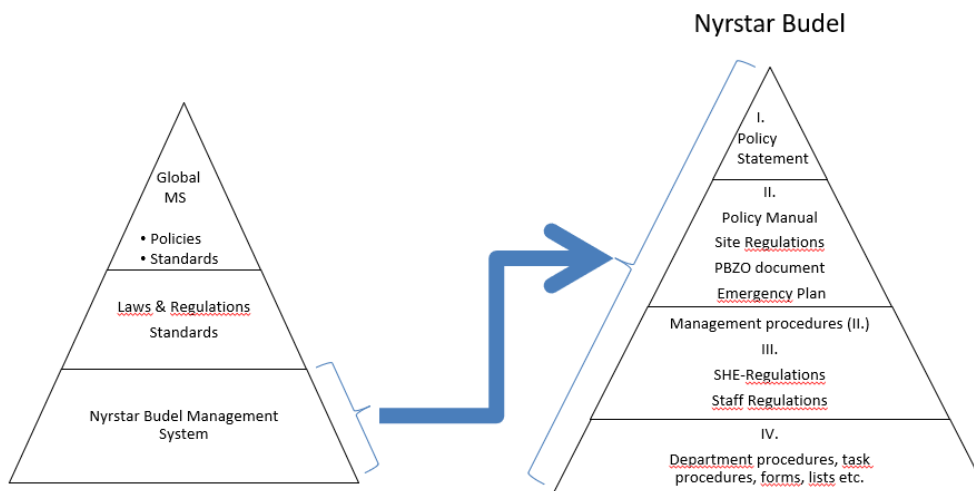 Nyrstar Budel
Global
MS
• Policies
• Standards
Laws & Regulations
Standards
Nyrstar Budel Management
System
I.
Policy
Statement
II.
Policy Manual
Site Regulations
PBZO document
Emergency Plan
Management procedures (II.)
III.
SHE-Regulations
Staff Regulations
IV.
Department procedures, task
procedures, forms, lists etc.